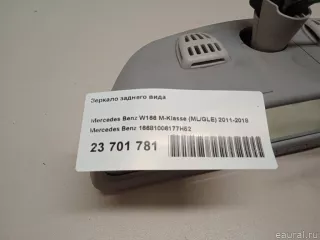 Зеркало заднего вида
Mercedes Benz W166 M-Klasse (ML/GLE) 2011-2018
Mercedes Benz 16681006177H52
23 701 781
eaural.ru